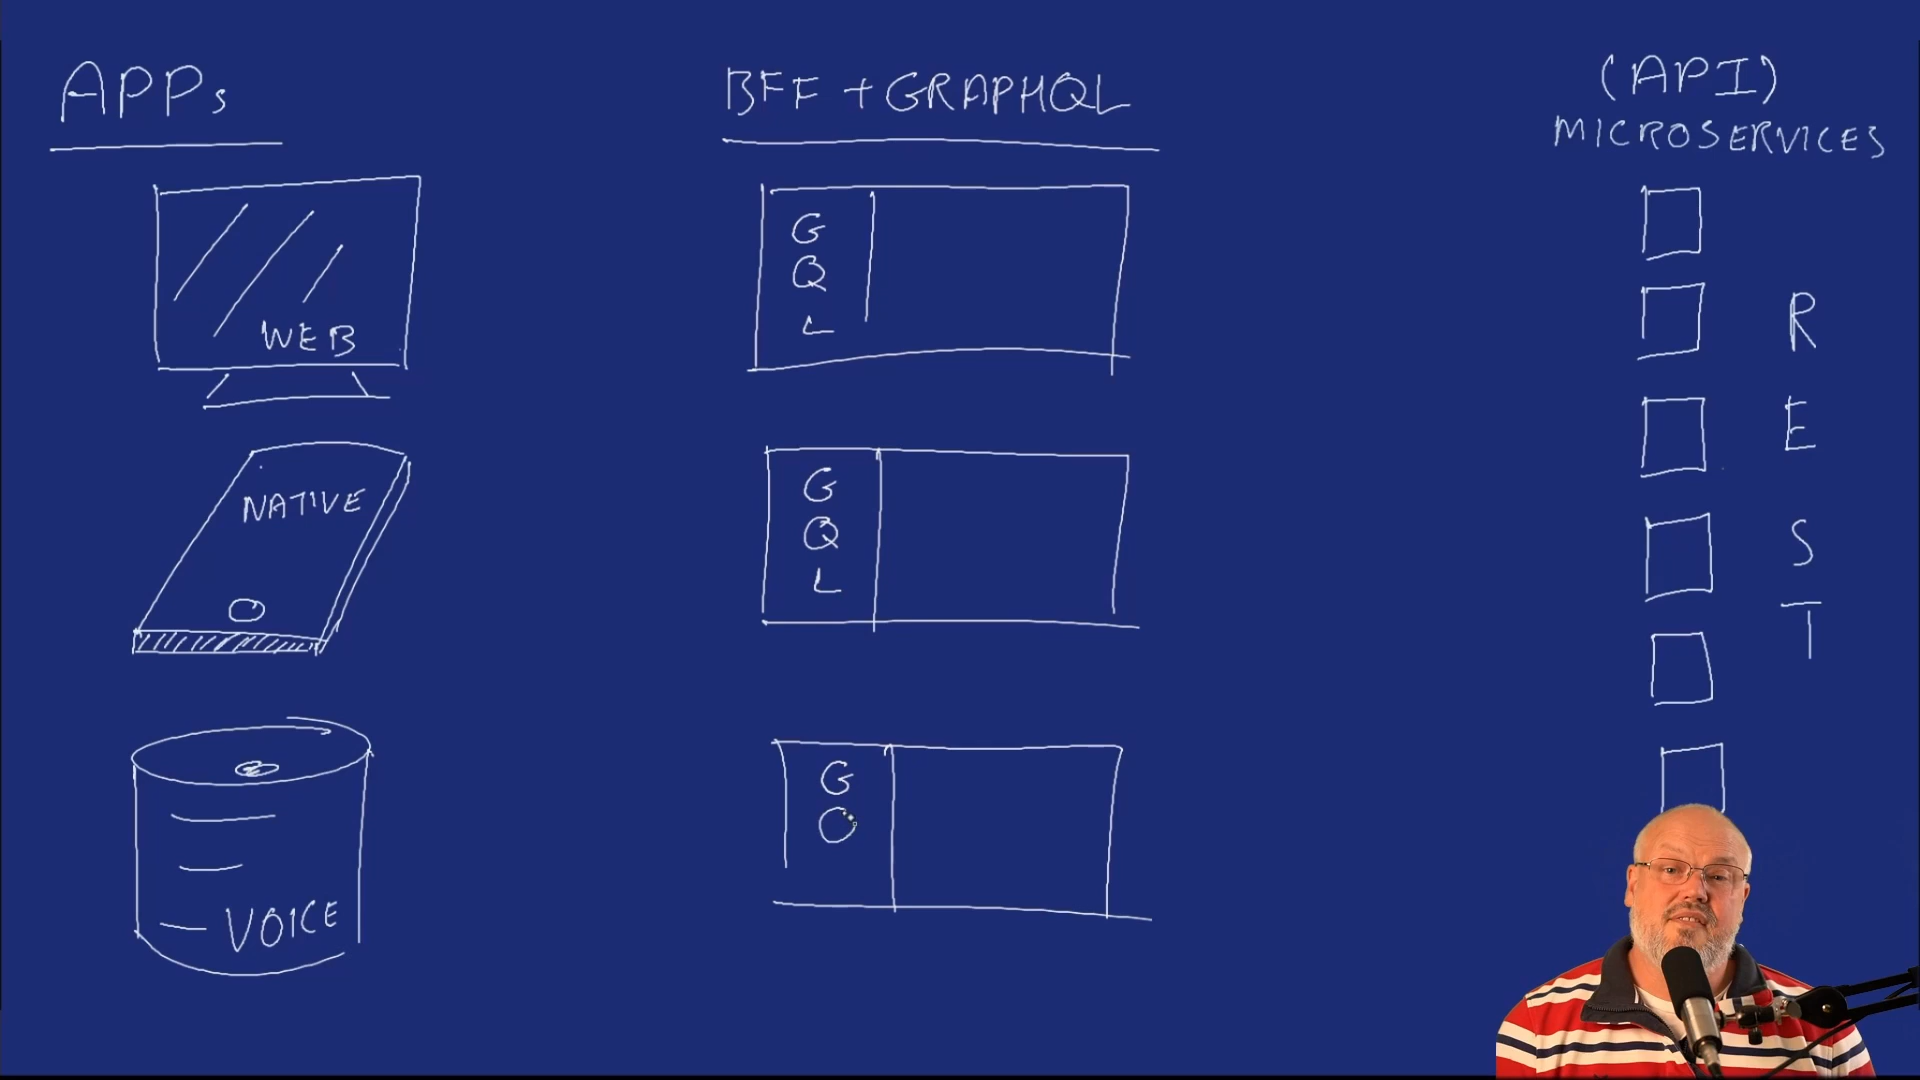 APPs
BFF + GRAPHQL
(API)
MICROSERVICES
WEB
G
Q
L
NATIVE
G
Q
L
VOICE
G
R
E
S
T